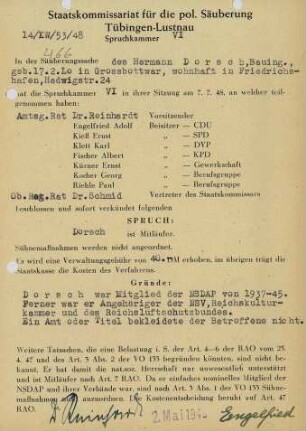 Staatskommissariat für die pol. Säuberung
Tübingen-Lustnau
14/KW/53/48 Spruchkammer VI
466
In der Säuberungssache des Hermann Dorsch, Bauing.,
geb. 17.2.10 in Grossbottwar, wohnhaft in Friedrichs-
hafen, Hedwigstr.24
hat die Spruchkammer VI in ihrer Sitzung am 7.2.48, an welcher teil-
genommen haben:
Amtsg.Rat Dr.Reinhardt Vorsitzender
Engelfried Adolf Beisitzer — CDU
Kieß Ernst „ — SPD
Klett Karl „ — DVP
Fischer Albert „ — KPD
Kürner Ernst „ — Gewerkschaft
Kocher Georg „ — Berufsgruppe
Riehle Paul „ — Berufsgruppe
Ob.Reg.Rat Dr.Schmid Vertreter des Staatskommissars
beschlossen und sofort verkündet folgenden
SPRUCH:
Dorsch ist Mitläufer.
Sühnemaßnahmen werden nicht angeordnet.
Es wird eine Verwaltungsgebühr von 40.-RM erhoben, im übrigen trägt die
Staatskasse die Kosten des Verfahrens.
Gründe:
Dorsch war Mitglied der NSDAP von 1937-45.
Ferner war er Angehöriger der NSV, Reichskultur-
kammer und des Reichsluftschutzbundes.
Ein Amt oder Titel bekleidete der Betroffene nicht.
Weitere Tatsachen, die eine Belastung i. S. der Art. 4—6 der RAO vom 25.
4. 47 und des Art. 3 Abs. 2 der VO 133 begründen könnten, sind nicht bekannt.
Er hat damit die nat.soz. Herrschaft nur unwesentlich unterstützt
und ist Mitläufer nach Art. 7 RAO. Da er einfaches nominelles Mitglied der
NSDAP und ihrer Verbände war, sind nach Art. 3 Abs. 1 der VO 133 Sühne-
maßnahmen nicht anzuordnen. Die Kostenentscheidung beruht auf Art. 47
RAO.
Dr. Reinhardt 2. Mai 194 Engelfried